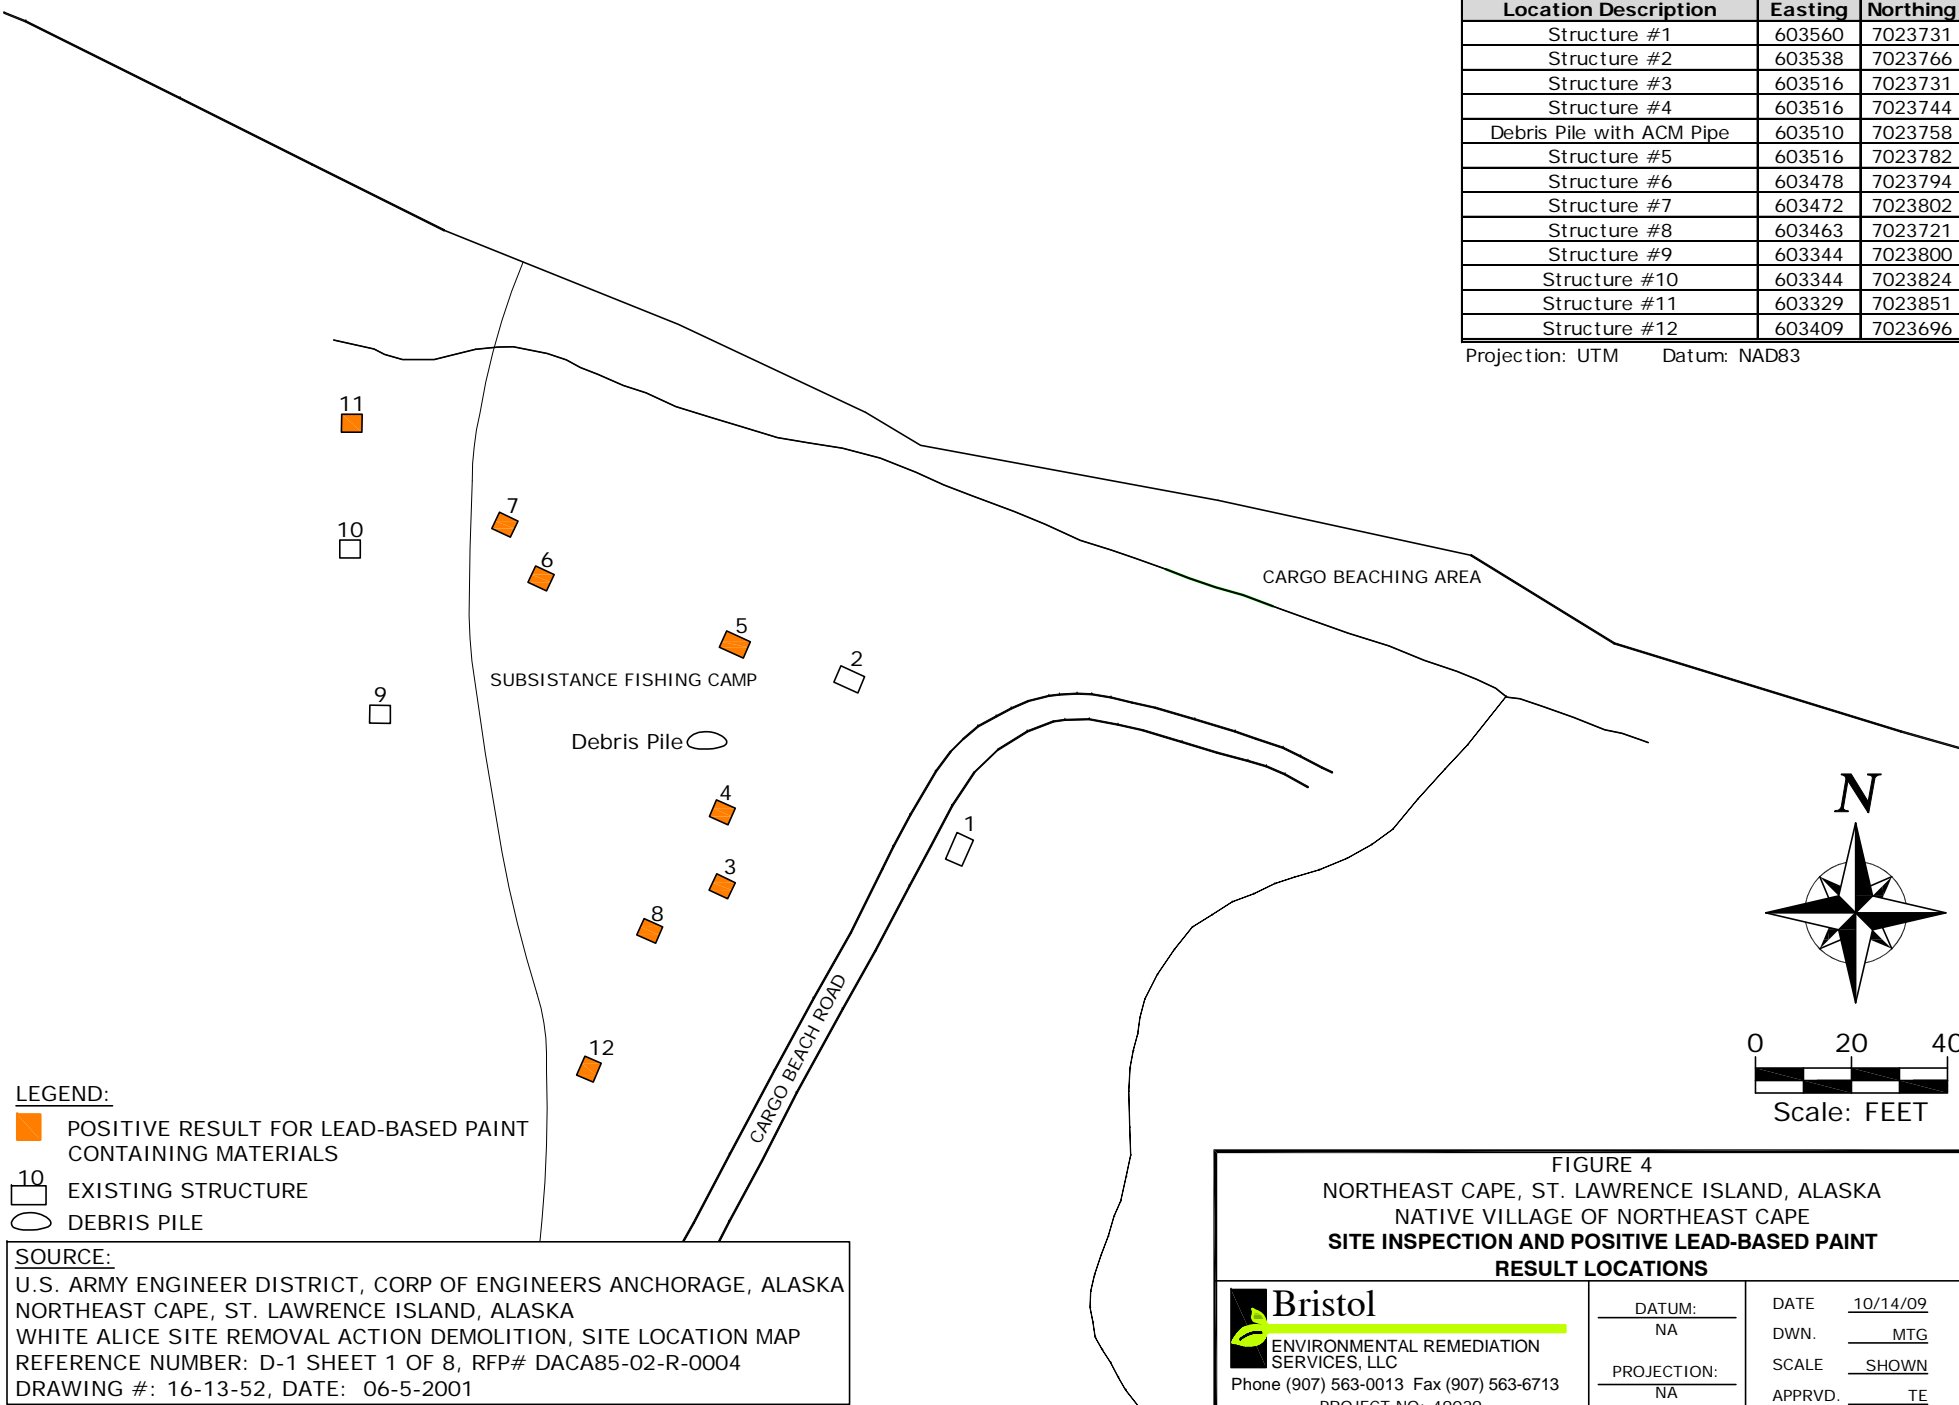 Location Description Easting Northing
Structure #1 603560 7023731
Structure #2 603538 7023766
Structure #3 603516 7023731
Structure #4 603516 7023744
Debris Pile with ACM Pipe 603510 7023758
Structure #5 603516 7023782
Structure #6 603478 7023794
Structure #7 603472 7023802
Structure #8 603463 7023721
Structure #9 603344 7023800
Structure #10 603344 7023824
Structure #11 603329 7023851
Structure #12 603409 7023696
Projection: UTM Datum: NAD83
11
7
10
6
CARGO BEACHING AREA
5
2
SUBSISTANCE FISHING CAMP
9
Debris Pile
4
1
3
8
12
CARGO BEACH ROAD
N
0 20 40
Scale: FEET
LEGEND:
POSITIVE RESULT FOR LEAD-BASED PAINT
CONTAINING MATERIALS
10
EXISTING STRUCTURE
DEBRIS PILE
SOURCE:
U.S. ARMY ENGINEER DISTRICT, CORP OF ENGINEERS ANCHORAGE, ALASKA
NORTHEAST CAPE, ST. LAWRENCE ISLAND, ALASKA
WHITE ALICE SITE REMOVAL ACTION DEMOLITION, SITE LOCATION MAP
REFERENCE NUMBER: D-1 SHEET 1 OF 8, RFP# DACA85-02-R-0004
DRAWING #: 16-13-52, DATE: 06-5-2001
FIGURE 4
NORTHEAST CAPE, ST. LAWRENCE ISLAND, ALASKA
NATIVE VILLAGE OF NORTHEAST CAPE
SITE INSPECTION AND POSITIVE LEAD-BASED PAINT
RESULT LOCATIONS
Bristol
ENVIRONMENTAL REMEDIATION
SERVICES, LLC
Phone (907) 563-0013 Fax (907) 563-6713
PROJECT NO:
DATUM:
NA
PROJECTION:
NA
DATE 10/14/09
DWN. MTG
SCALE SHOWN
APPRVD. TE